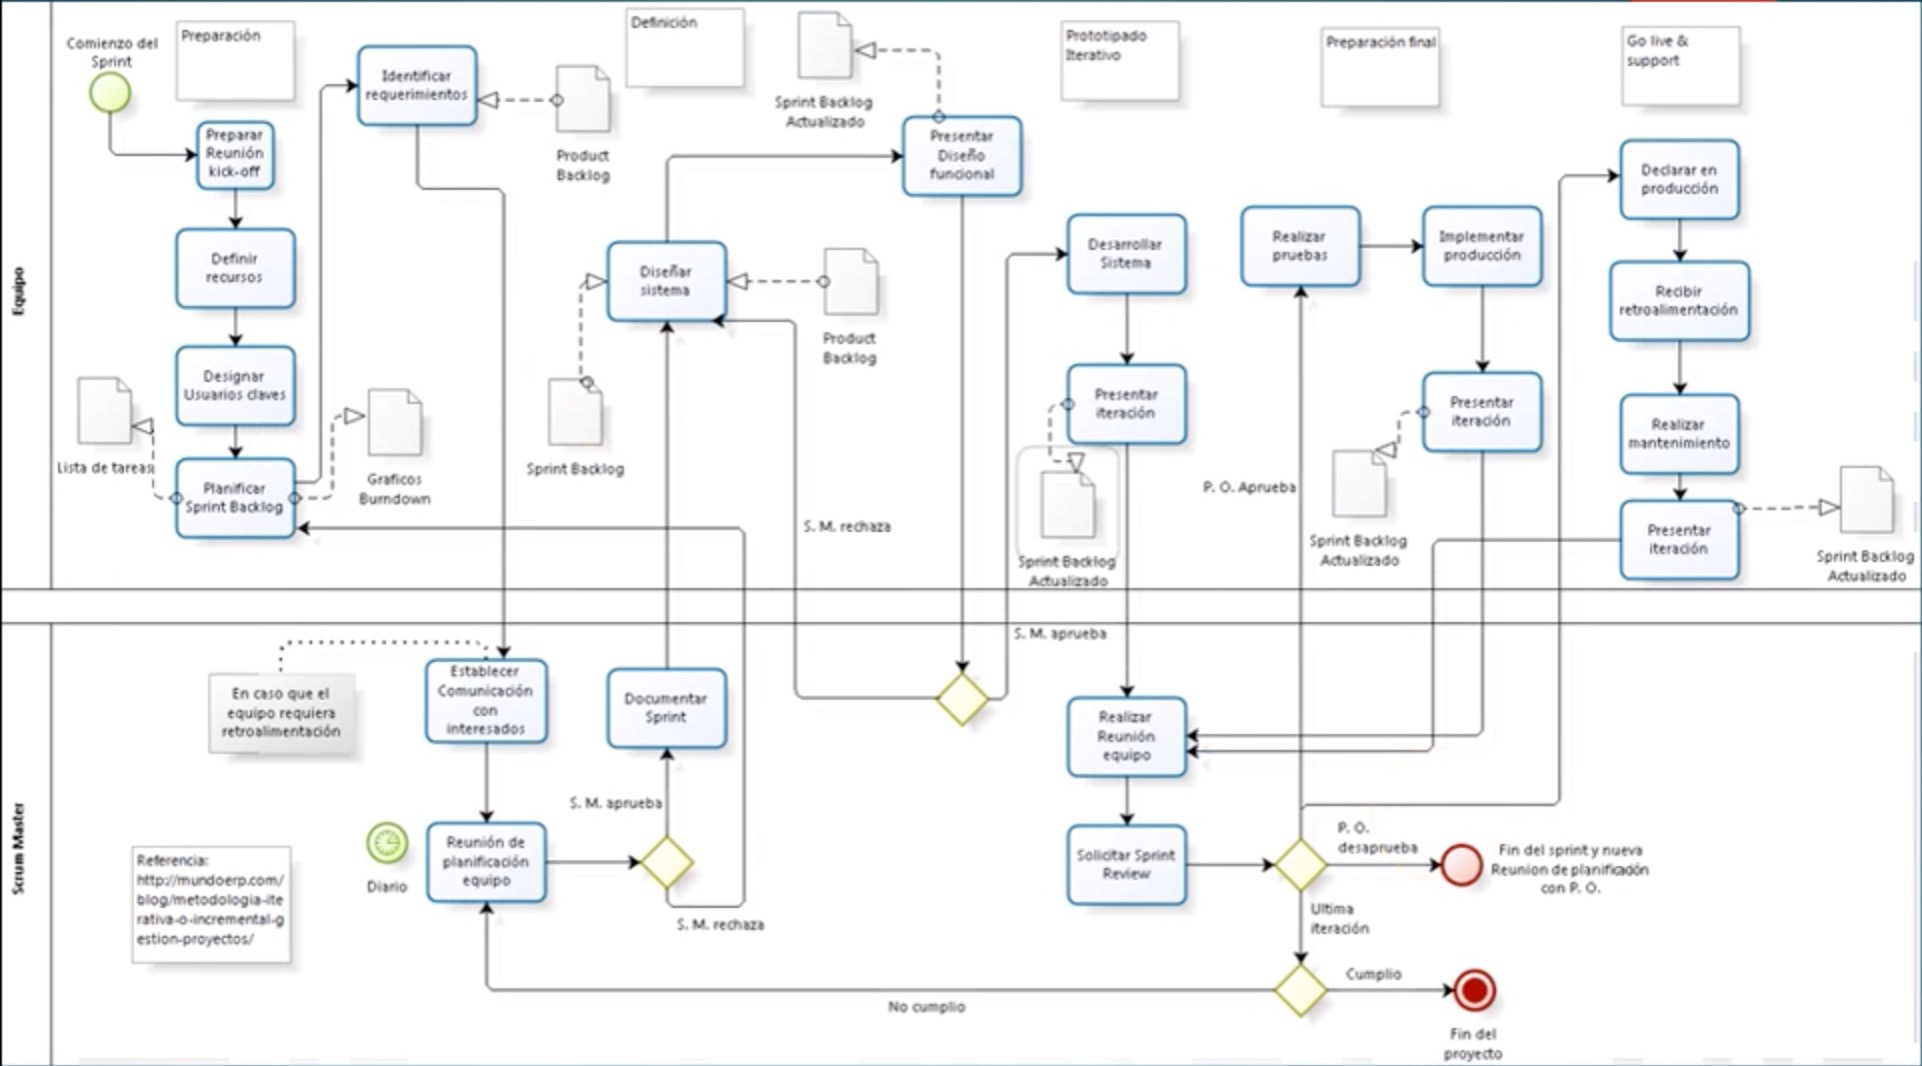 Equipo
Comienzo del
Sprint
Preparación
Preparar
Reunión
kick-off
Definir
recursos
Designar
Usuarios claves
Lista de tareas
Planificar
Sprint Backlog
Graficos
Burndown
Identificar
requerimientos
Product
Backlog
Definición
Sprint Backlog
Actualizado
Presentar
Diseño
funcional
Diseñar
sistema
Product
Backlog
Sprint Backlog
S. M. rechaza
Prototipado
Iterativo
Desarrollar
Sistema
Presentar
iteración
Sprint Backlog
Actualizado
Preparación final
Realizar
pruebas
Implementar
producción
Presentar
iteración
P. O. Aprueba
Sprint Backlog
Actualizado
Go live &
support
Declarar en
producción
Recibir
retroalimentación
Realizar
mantenimiento
Presentar
iteración
Sprint Backlog
Actualizado
Scrum Master
En caso que el
equipo requiera
retroalimentación
Establecer
Comunicación
con
interesados
Documentar
Sprint
S. M. aprueba
Realizar
Reunión
equipo
Referencia:
http://mundoerp.com/
blog/metodologia-ite
rativa-o-incremental-g
estion-proyectos/
Diario
Reunión de
planificación
equipo
S. M. aprueba
S. M. rechaza
Solicitar Sprint
Review
P. O.
desaprueba
Fin del sprint y nueva
Reunion de planificación
con P. O.
Ultima
iteración
Cumplio
No cumplio
Fin del
proyecto